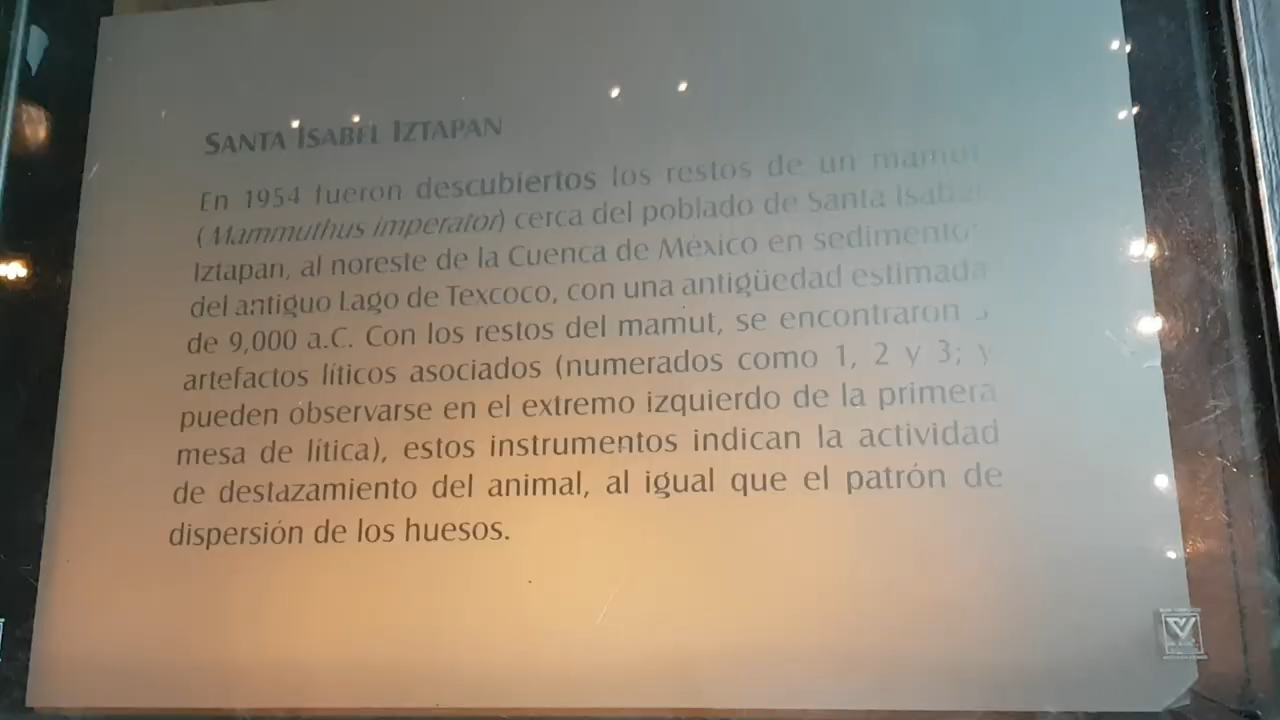 SANTA ISABEL IZTAPAN
En 1954 fueron descubiertos los restos de un mamut
(Mammuthus imperator) cerca del poblado de Santa Isabel
Iztapan, al noreste de la Cuenca de México en sedimentos
del antiguo Lago de Texcoco, con una antigüedad estimada
de 9,000 a.C. Con los restos del mamut, se encontraron
artefactos líticos asociados (numerados como 1, 2 y 3; y
pueden observarse en el extremo izquierdo de la primera
mesa de lítica), estos instrumentos indican la actividad
de destazamiento del animal, al igual que el patrón de
dispersión de los huesos.